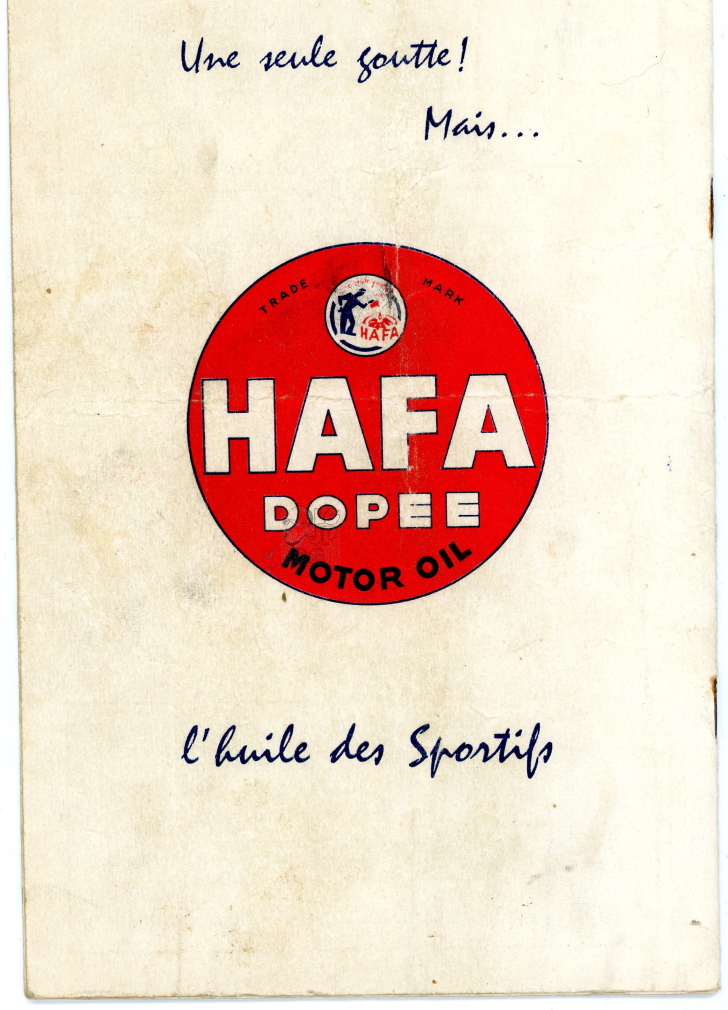 Une seule goutte!
Mais...
TRADE MARK
HAFA
HAFA
DOPEE
MOTOR OIL
l'huile des Sportifs